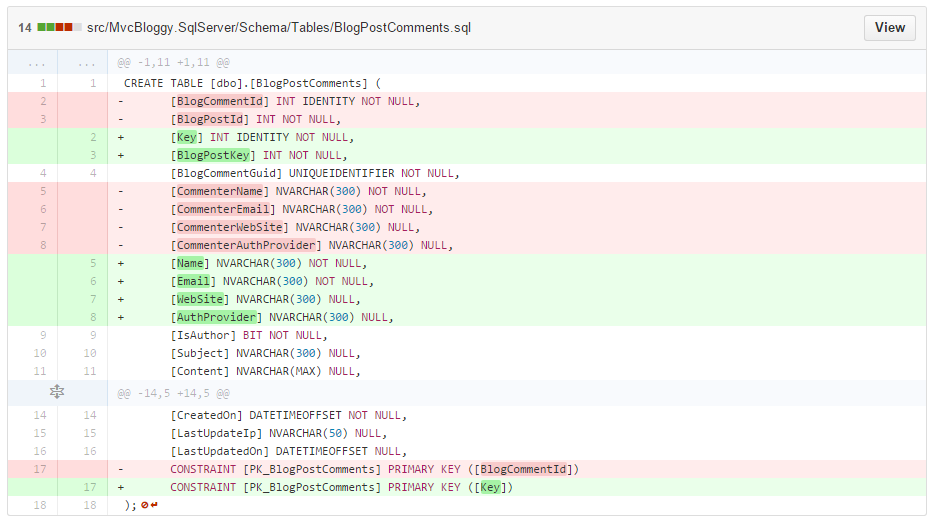 14 src/MvcBloggy.SqlServer/Schema/Tables/BlogPostComments.sql View
... ... @@ -1,11 +1,11 @@
1 1 CREATE TABLE [dbo].[BlogPostComments] (
2 - [BlogCommentId] INT IDENTITY NOT NULL,
3 - [BlogPostId] INT NOT NULL,
2 + [Key] INT IDENTITY NOT NULL,
3 + [BlogPostKey] INT NOT NULL,
4 4 [BlogCommentGuid] UNIQUEIDENTIFIER NOT NULL,
5 - [CommenterName] NVARCHAR(300) NOT NULL,
6 - [CommenterEmail] NVARCHAR(300) NOT NULL,
7 - [CommenterWebSite] NVARCHAR(300) NULL,
8 - [CommenterAuthProvider] NVARCHAR(300) NULL,
5 + [Name] NVARCHAR(300) NOT NULL,
6 + [Email] NVARCHAR(300) NOT NULL,
7 + [WebSite] NVARCHAR(300) NULL,
8 + [AuthProvider] NVARCHAR(300) NULL,
9 9 [IsAuthor] BIT NOT NULL,
10 10 [Subject] NVARCHAR(300) NULL,
11 11 [Content] NVARCHAR(MAX) NULL,
@@ -14,5 +14,5 @@
14 14 [CreatedOn] DATETIMEOFFSET NOT NULL,
15 15 [LastUpdateIp] NVARCHAR(50) NULL,
16 16 [LastUpdatedOn] DATETIMEOFFSET NULL,
17 - CONSTRAINT [PK_BlogPostComments] PRIMARY KEY ([BlogCommentId])
17 + CONSTRAINT [PK_BlogPostComments] PRIMARY KEY ([Key])
18 18 );